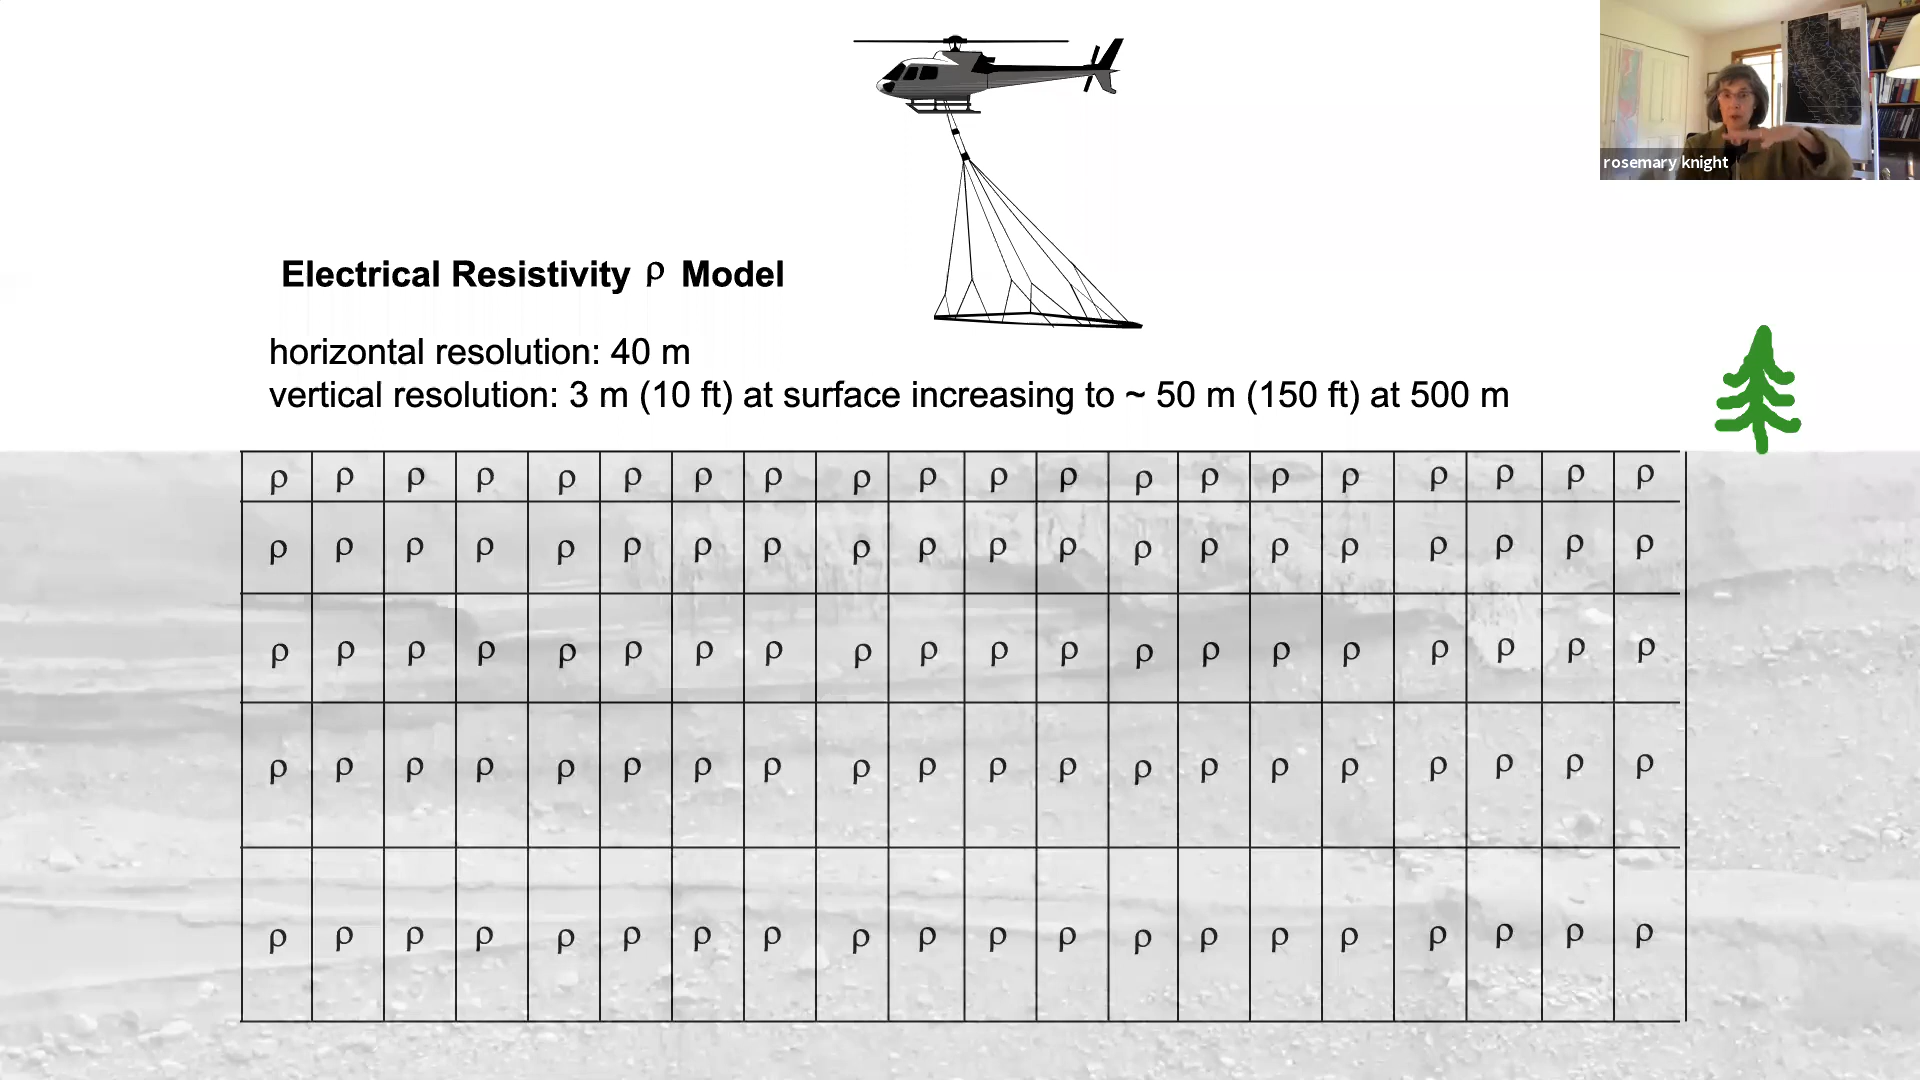 rosemary knight
Electrical Resistivity ρ Model
horizontal resolution: 40 m
vertical resolution: 3 m (10 ft) at surface increasing to ~ 50 m (150 ft) at 500 m
ρ ρ ρ ρ ρ ρ ρ ρ ρ ρ ρ ρ ρ ρ ρ ρ ρ ρ ρ ρ
ρ ρ ρ ρ ρ ρ ρ ρ ρ ρ ρ ρ ρ ρ ρ ρ ρ ρ ρ ρ
ρ ρ ρ ρ ρ ρ ρ ρ ρ ρ ρ ρ ρ ρ ρ ρ ρ ρ ρ ρ
ρ ρ ρ ρ ρ ρ ρ ρ ρ ρ ρ ρ ρ ρ ρ ρ ρ ρ ρ ρ
ρ ρ ρ ρ ρ ρ ρ ρ ρ ρ ρ ρ ρ ρ ρ ρ ρ ρ ρ ρ